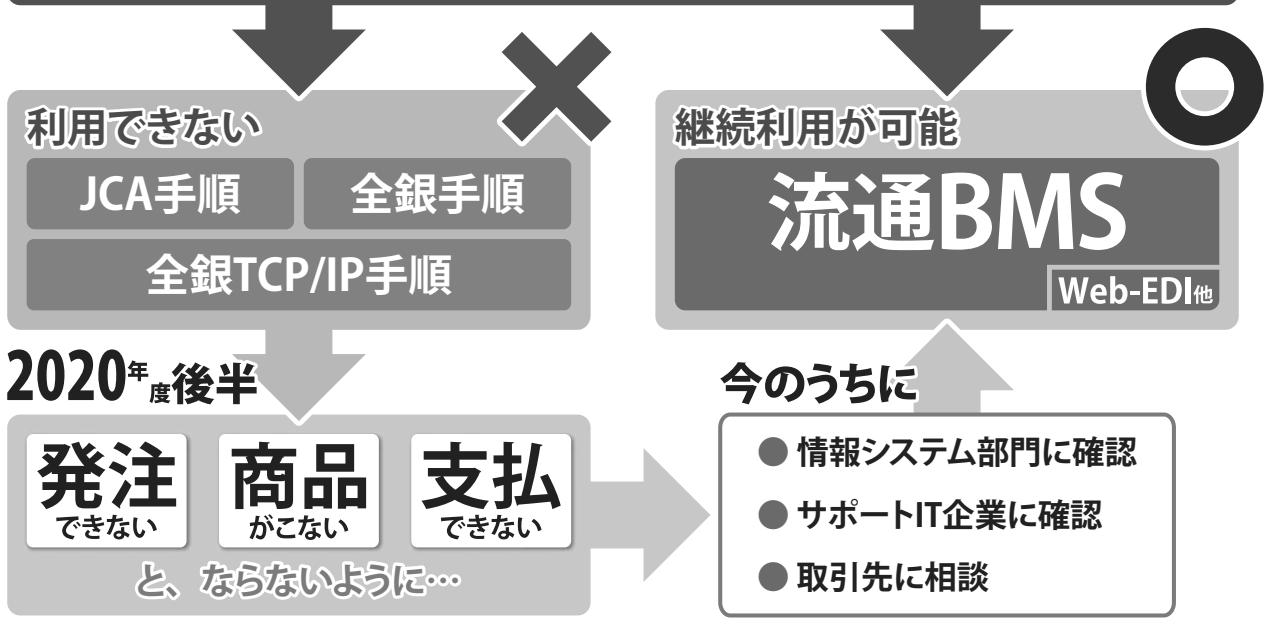 利用できない
JCA手順
全銀手順
全銀TCP/IP手順
継続利用が可能
流通BMS
Web-EDI他
2020年度後半
発注
できない
商品
がこない
支払
できない
と、ならないように…
今のうちに
● 情報システム部門に確認
● サポートIT企業に確認
● 取引先に相談